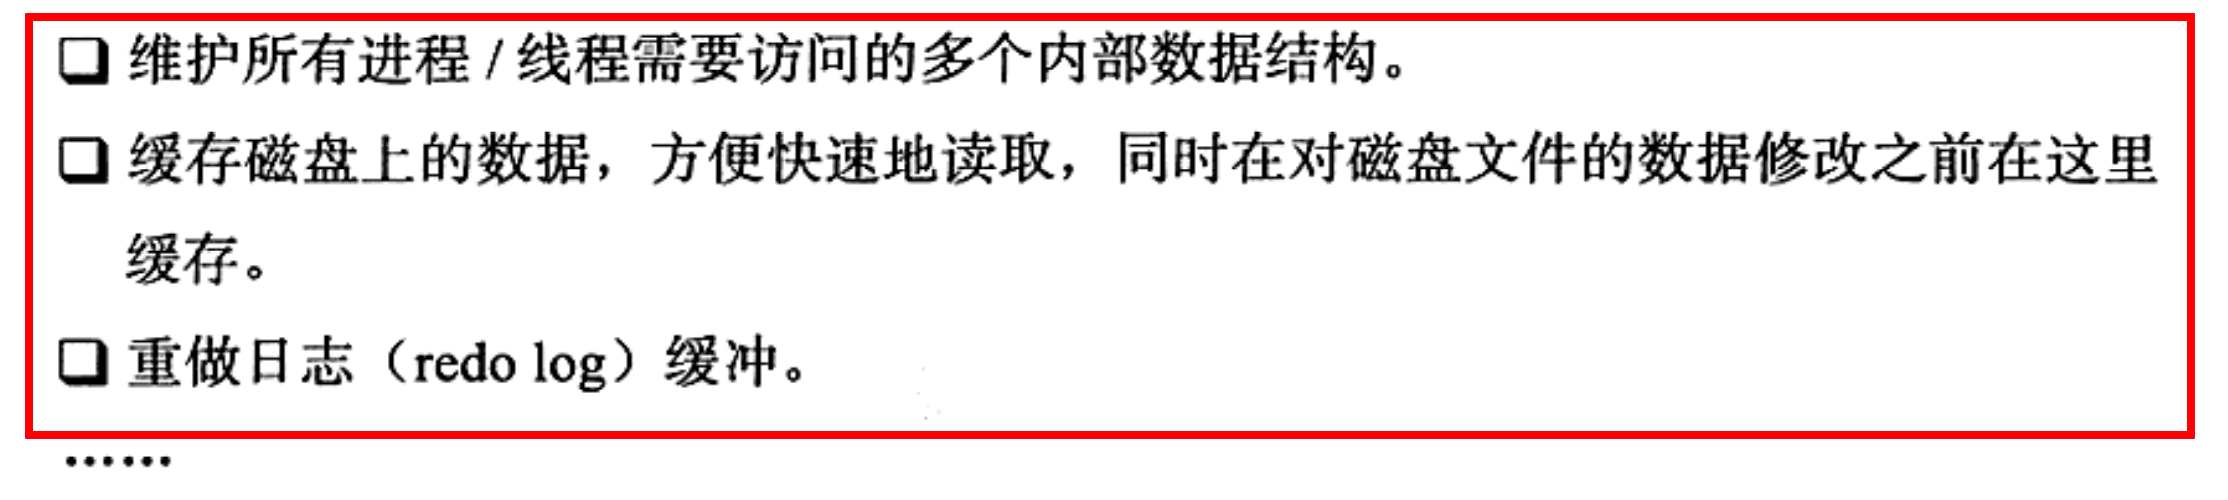 ❑ 维护所有进程 / 线程需要访问的多个内部数据结构。
❑ 缓存磁盘上的数据，方便快速地读取，同时在对磁盘文件的数据修改之前在这里
缓存。
❑ 重做日志（redo log）缓冲。
……